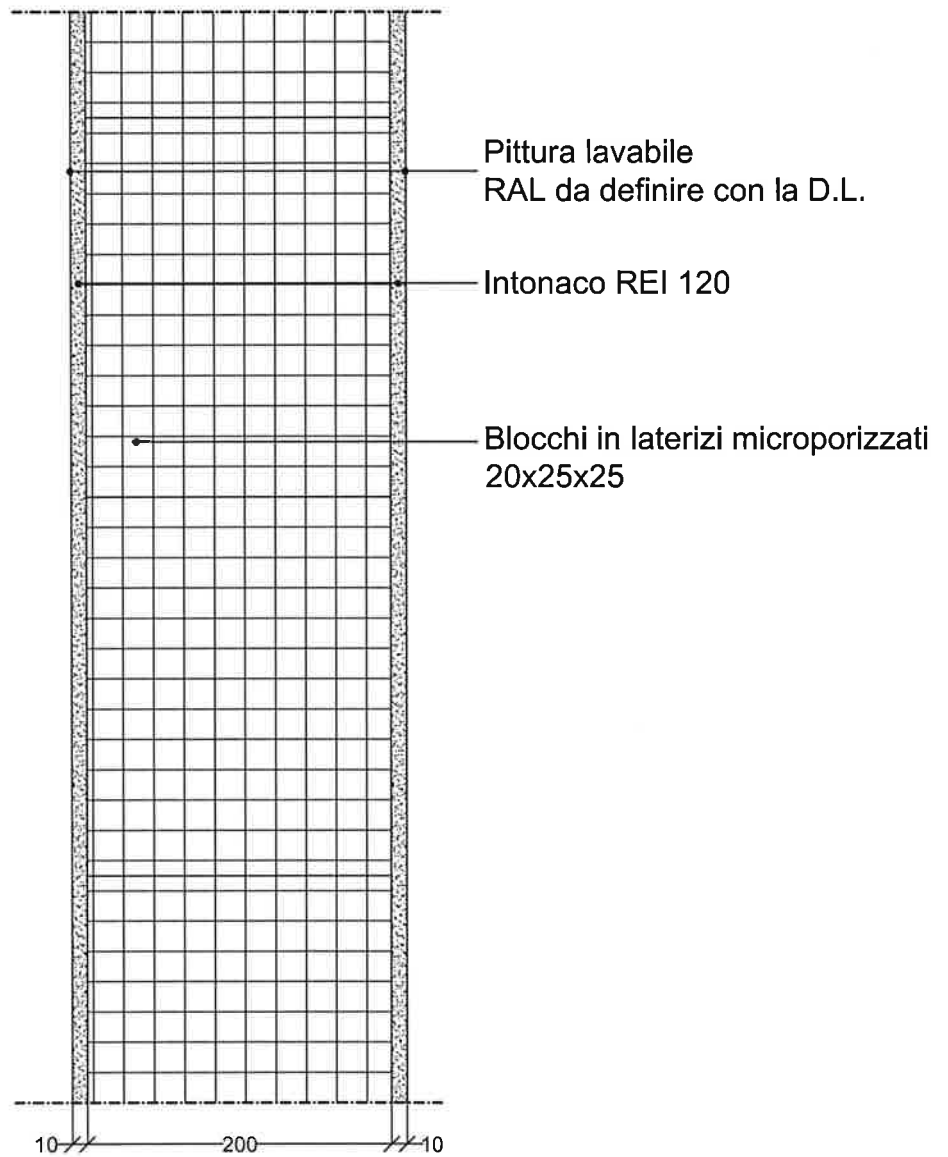 Pittura lavabile
RAL da definire con la D.L.
Intonaco REI 120
Blocchi in laterizi microporizzati
20x25x25
10 200 10